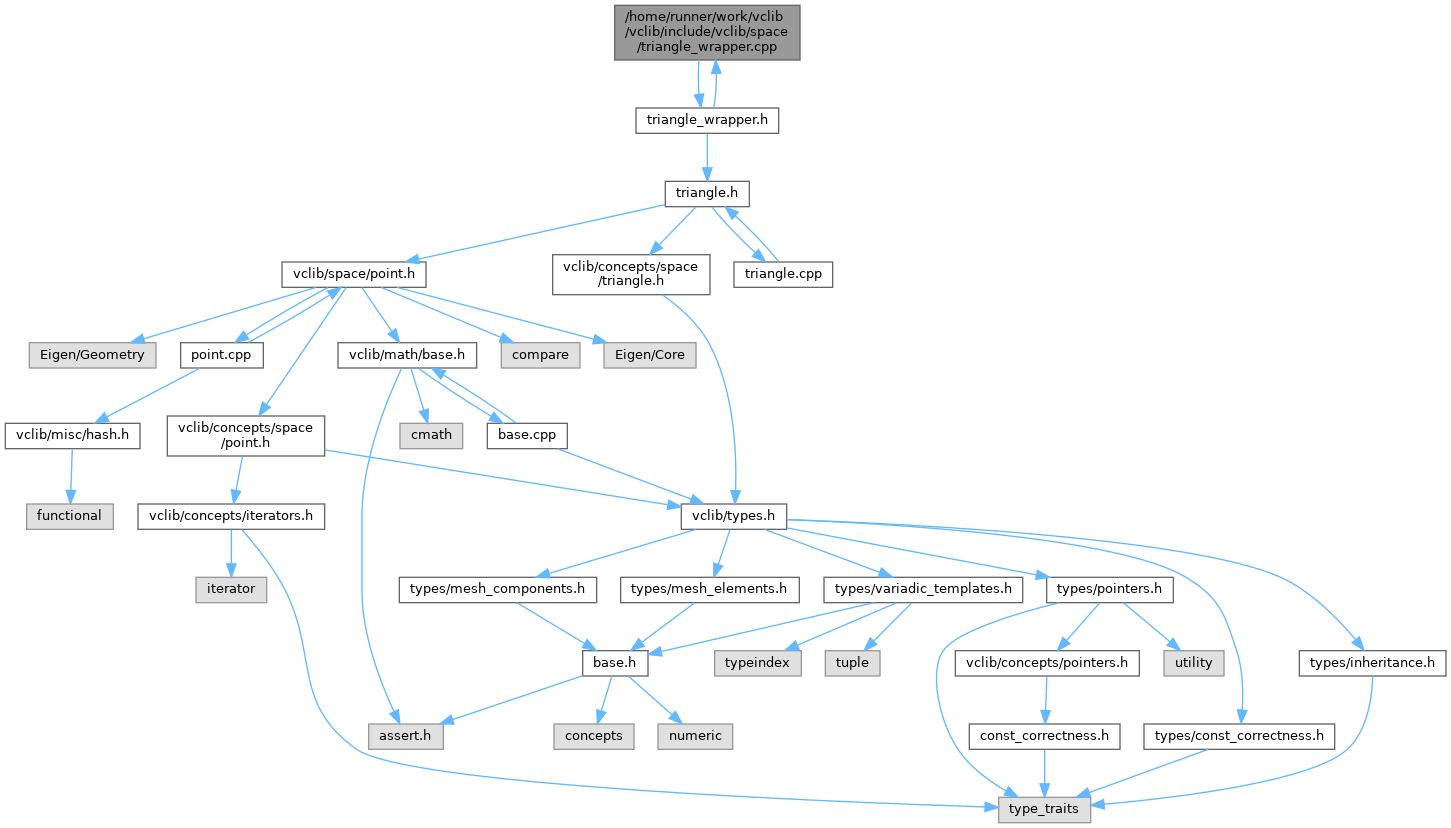 /home/runner/work/vclib
/vclib/include/vclib/space
/triangle_wrapper.cpp
triangle_wrapper.h
triangle.h
vclib/space/point.h
vclib/concepts/space
/triangle.h
triangle.cpp
Eigen/Geometry
point.cpp
vclib/math/base.h
compare
Eigen/Core
vclib/misc/hash.h
vclib/concepts/space
/point.h
cmath
base.cpp
functional
vclib/concepts/iterators.h
vclib/types.h
iterator
types/mesh_components.h
types/mesh_elements.h
types/variadic_templates.h
types/pointers.h
base.h
typeindex
tuple
vclib/concepts/pointers.h
utility
types/inheritance.h
assert.h
concepts
numeric
const_correctness.h
types/const_correctness.h
type_traits